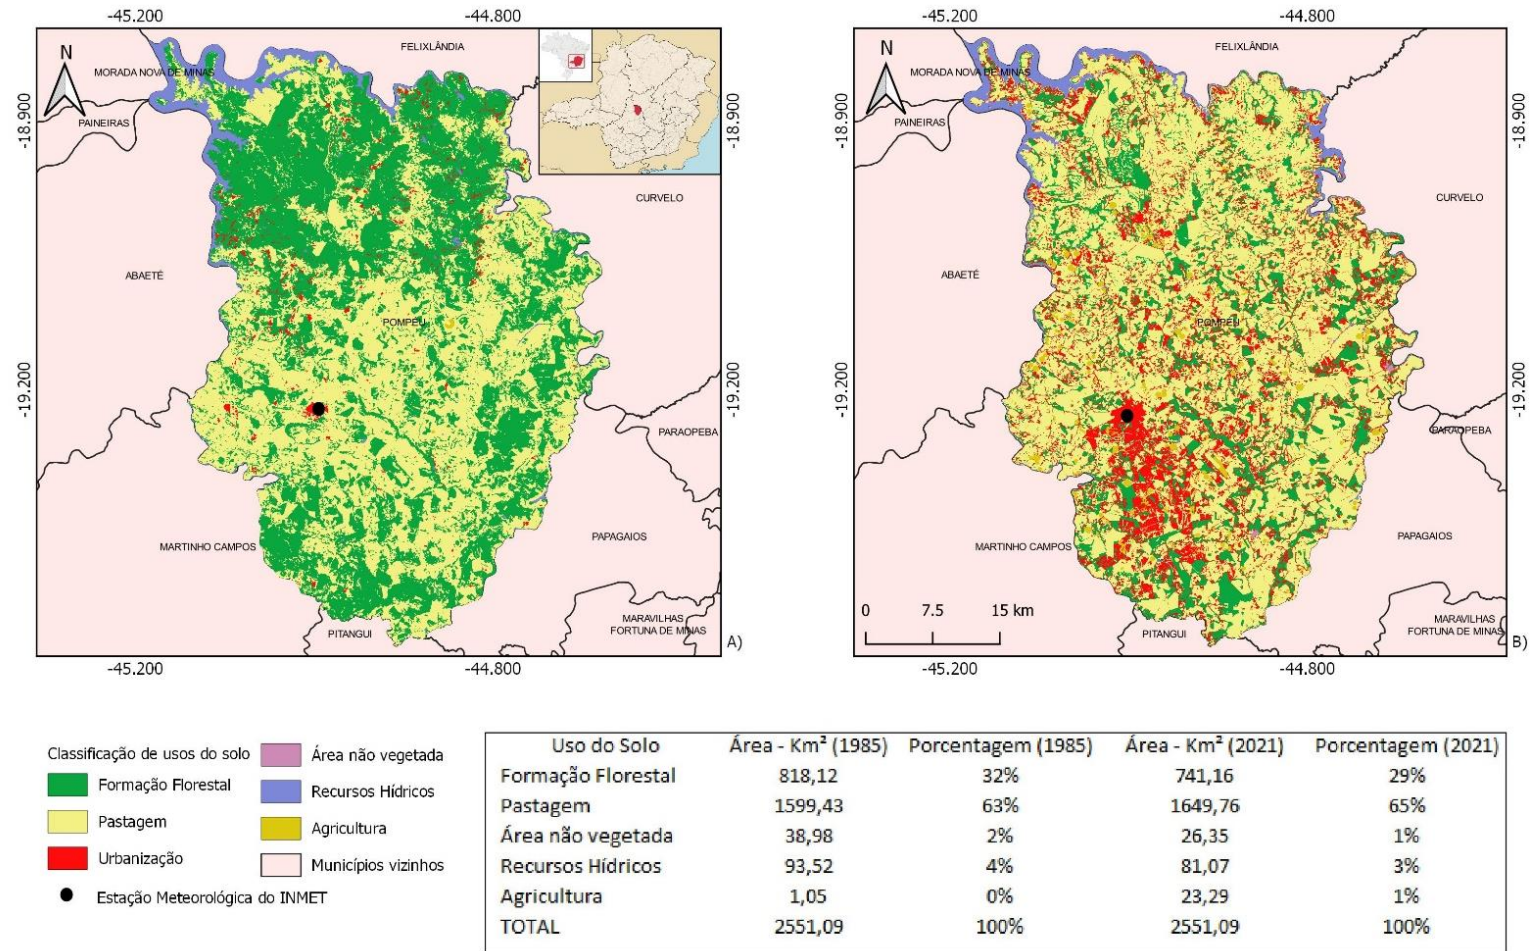 -45.200 -44.800
N
FELIXLÂNDIA
MORADA NOVA DE MINAS
PAINEIRAS
-18.900
-18.900
CURVELO
ABAETÉ
POMPEU
-19.200
-19.200
PARAOPEBA
PAPAGAIOS
MARTINHO CAMPOS
MARAVILHAS
FORTUNA DE MINAS
PITANGUI
A)
-45.200 -44.800
-45.200 -44.800
N
FELIXLÂNDIA
MORADA NOVA DE MINAS
PAINEIRAS
-18.900
-18.900
CURVELO
ABAETÉ
POMPEU
-19.200
-19.200
PARAOPEBA
PAPAGAIOS
MARTINHO CAMPOS
0 7.5 15 km
MARAVILHAS
FORTUNA DE MINAS
PITANGUI
B)
-45.200 -44.800
Classificação de usos do solo
Formação Florestal
Pastagem
Urbanização
Estação Meteorológica do INMET
Área não vegetada
Recursos Hídricos
Agricultura
Municípios vizinhos
Uso do Solo Área - Km² (1985) Porcentagem (1985) Área - Km² (2021) Porcentagem (2021)
Formação Florestal 818,12 32% 741,16 29%
Pastagem 1599,43 63% 1649,76 65%
Área não vegetada 38,98 2% 26,35 1%
Recursos Hídricos 93,52 4% 81,07 3%
Agricultura 1,05 0% 23,29 1%
TOTAL 2551,09 100% 2551,09 100%